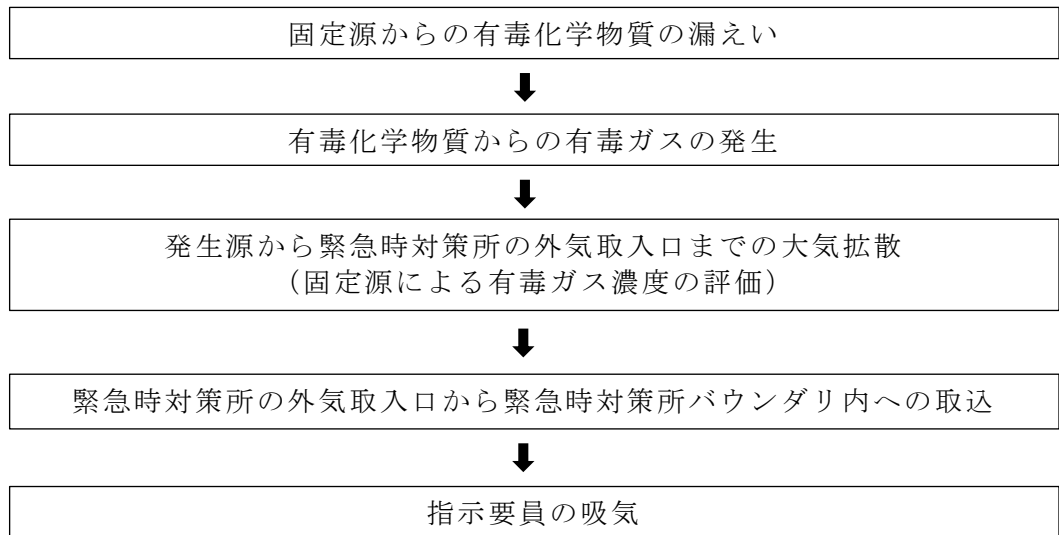 固定源からの有毒化学物質の漏えい
有毒化学物質からの有毒ガスの発生
発生源から緊急時対策所の外気取入口までの大気拡散
（固定源による有毒ガス濃度の評価）
緊急時対策所の外気取入口から緊急時対策所バウンダリ内への取込
指示要員の吸気